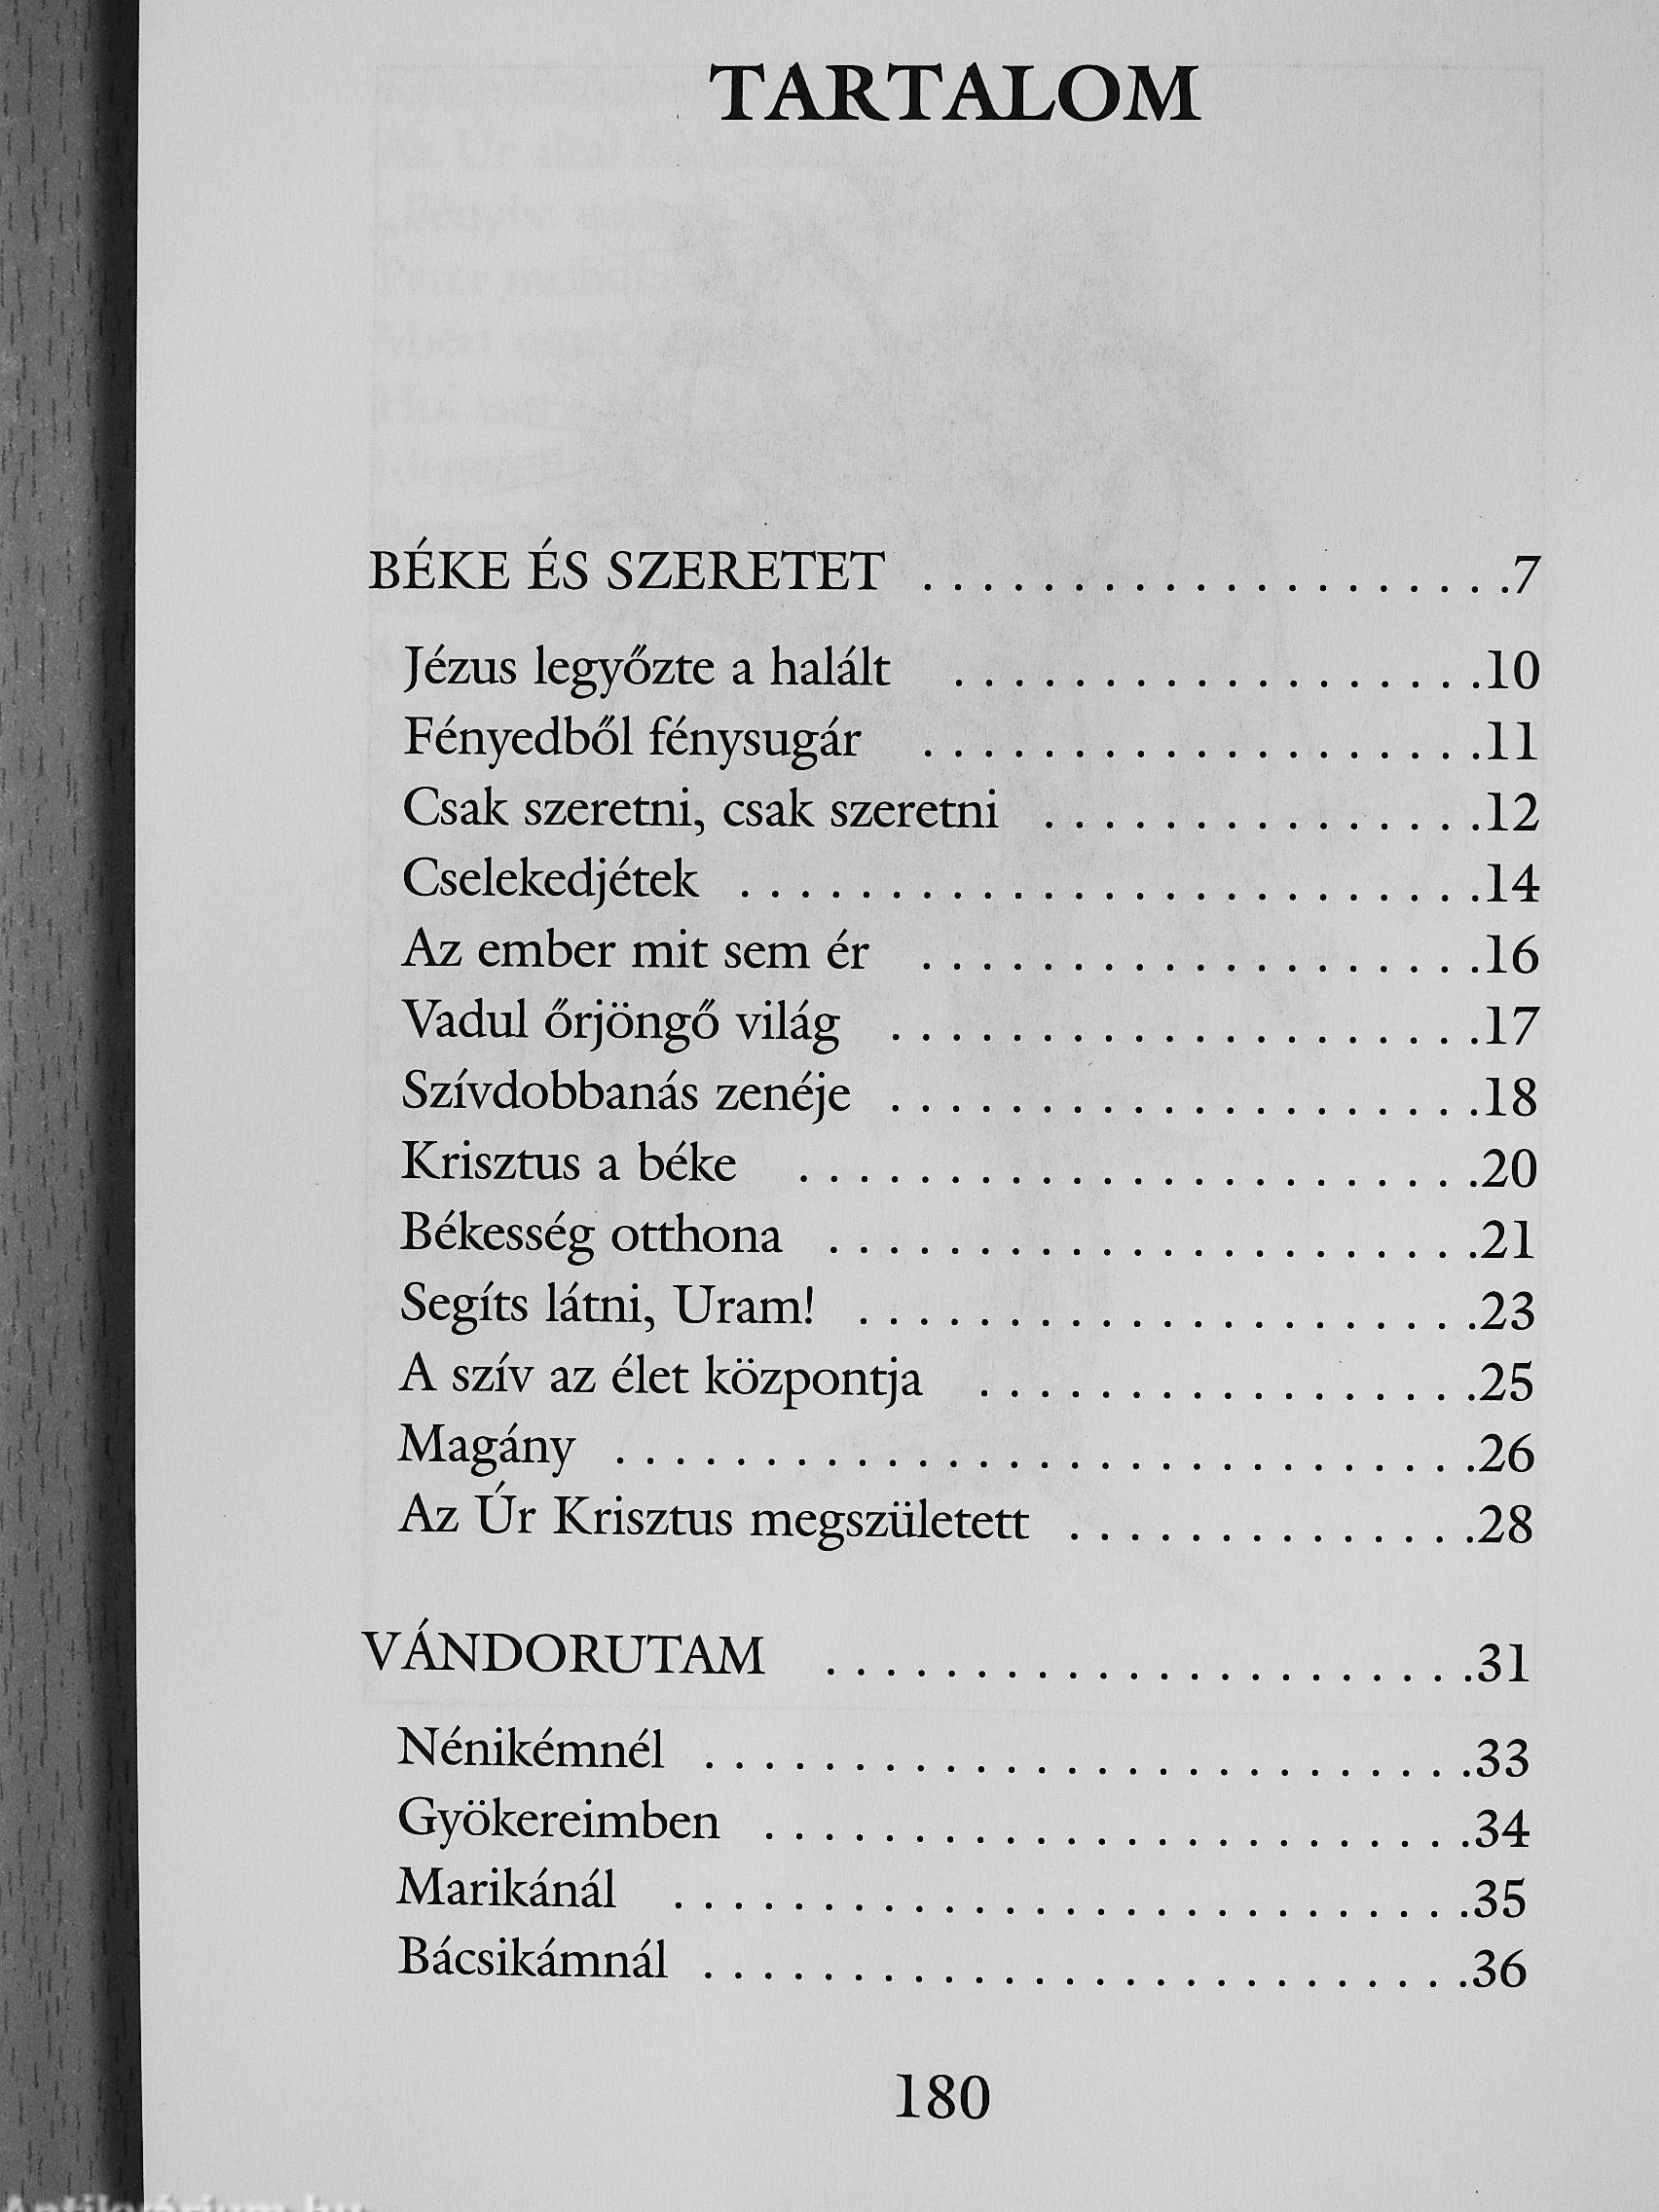 TARTALOM
BÉKE ÉS SZERETET . . . . . . . . . . . . . . . . . . . .7
Jézus legyőzte a halált . . . . . . . . . . . . . . . . . .10
Fényedből fénysugár . . . . . . . . . . . . . . . . . . .11
Csak szeretni, csak szeretni . . . . . . . . . . . . . . .12
Cselekedjétek . . . . . . . . . . . . . . . . . . . . . . . . .14
Az ember mit sem ér . . . . . . . . . . . . . . . . . . .16
Vadul őrjöngő világ . . . . . . . . . . . . . . . . . . . .17
Szívdobbanás zenéje . . . . . . . . . . . . . . . . . . . .18
Krisztus a béke . . . . . . . . . . . . . . . . . . . . . . .20
Békesség otthona . . . . . . . . . . . . . . . . . . . . . .21
Segíts látni, Uram! . . . . . . . . . . . . . . . . . . . . .23
A szív az élet központja . . . . . . . . . . . . . . . . .25
Magány . . . . . . . . . . . . . . . . . . . . . . . . . . . . .26
Az Úr Krisztus megszületett . . . . . . . . . . . . . .28
VÁNDORUTAM . . . . . . . . . . . . . . . . . . . . . .31
Nénikémnél . . . . . . . . . . . . . . . . . . . . . . . . . .33
Gyökereimben . . . . . . . . . . . . . . . . . . . . . . . .34
Marikánál . . . . . . . . . . . . . . . . . . . . . . . . . . .35
Bácsikámnál . . . . . . . . . . . . . . . . . . . . . . . . . .36
180
Antikvárium.hu